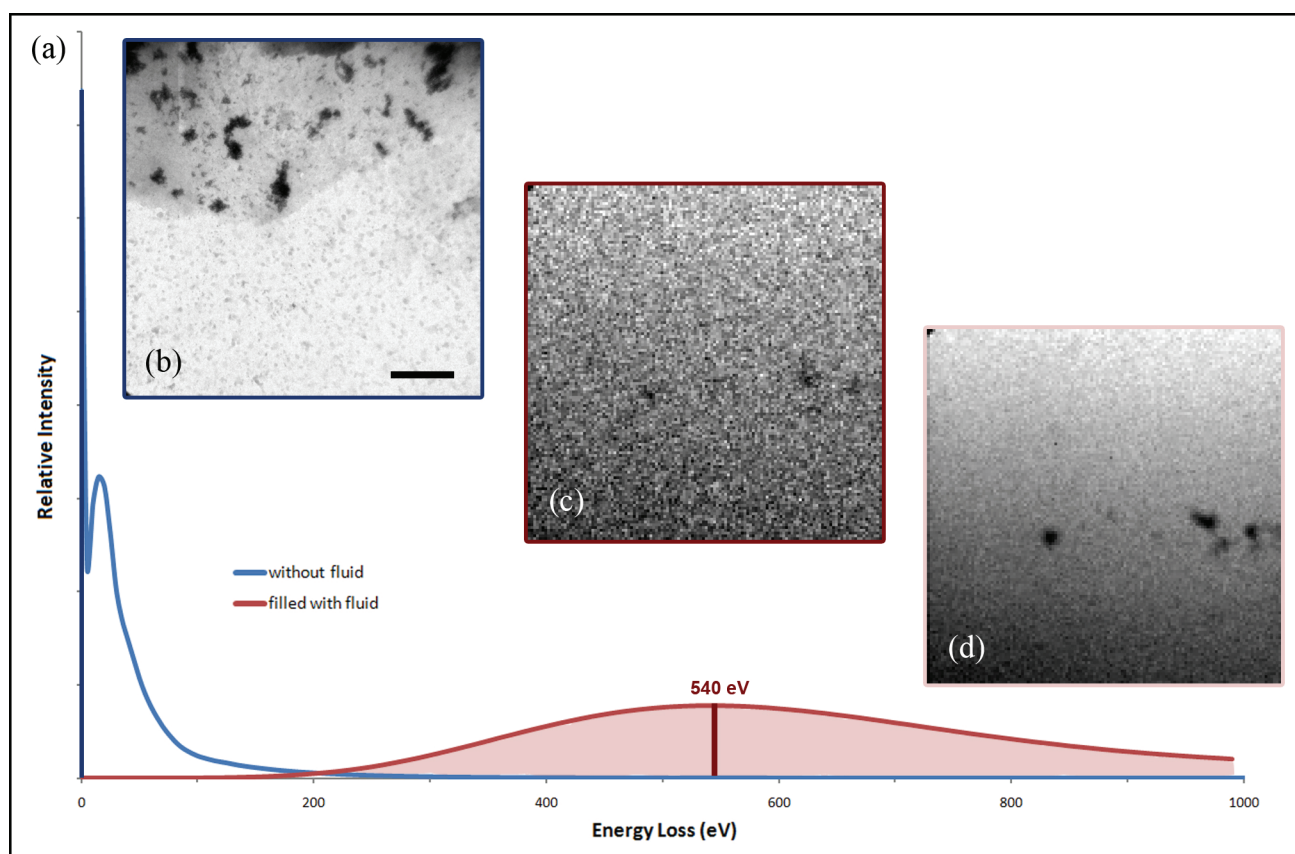 (a)
(b)
(c)
(d)
Relative Intensity
without fluid
filled with fluid
540 eV
0
200
400
600
800
1000
Energy Loss (eV)